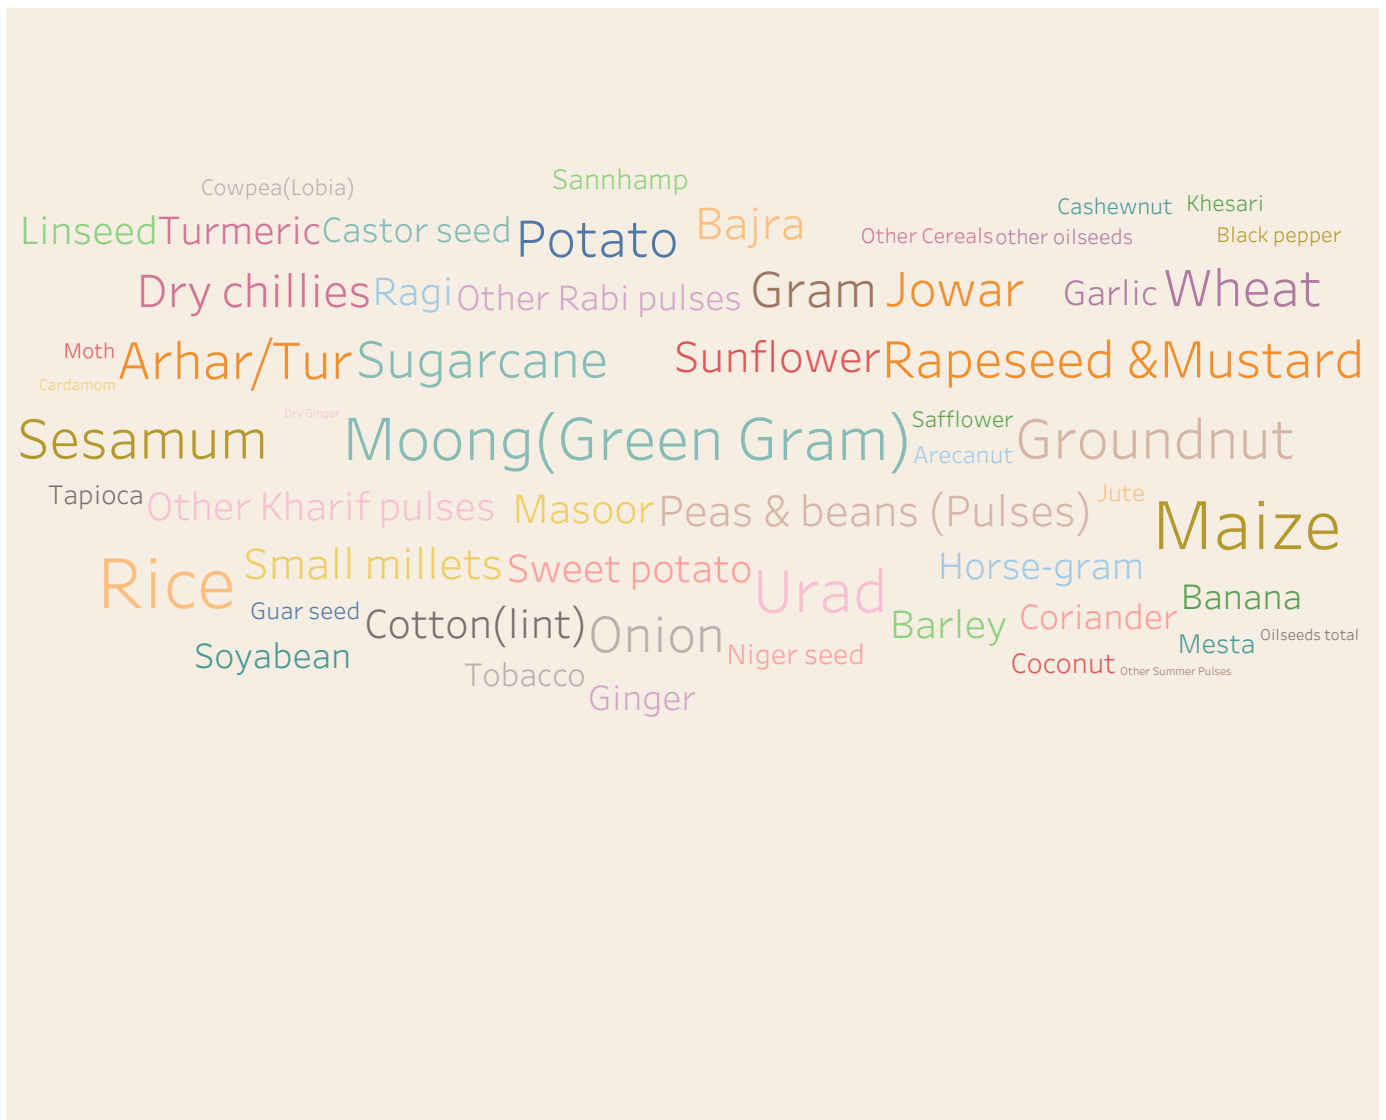 Sannhamp
Cowpea(Lobia)
Cashewnut Khesari
Linseed Turmeric Castor seed Potato Bajra Other Cereals other oilseeds Black pepper
Dry chillies Ragi Other Rabi pulses Gram Jowar Garlic Wheat
Moth Arhar/Tur Sugarcane Sunflower Rapeseed &Mustard
Cardamom
Dry Ginger Safflower
Sesamum Moong(Green Gram) Arecanut Groundnut
Tapioca Other Kharif pulses Masoor Peas & beans (Pulses) Jute Maize
Rice Small millets Sweet potato Urad Horse-gram Banana
Guar seed Cotton(lint) Onion Barley Coriander
Soyabean Niger seed Mesta Oilseeds total
Tobacco Coconut Other Summer Pulses
Ginger